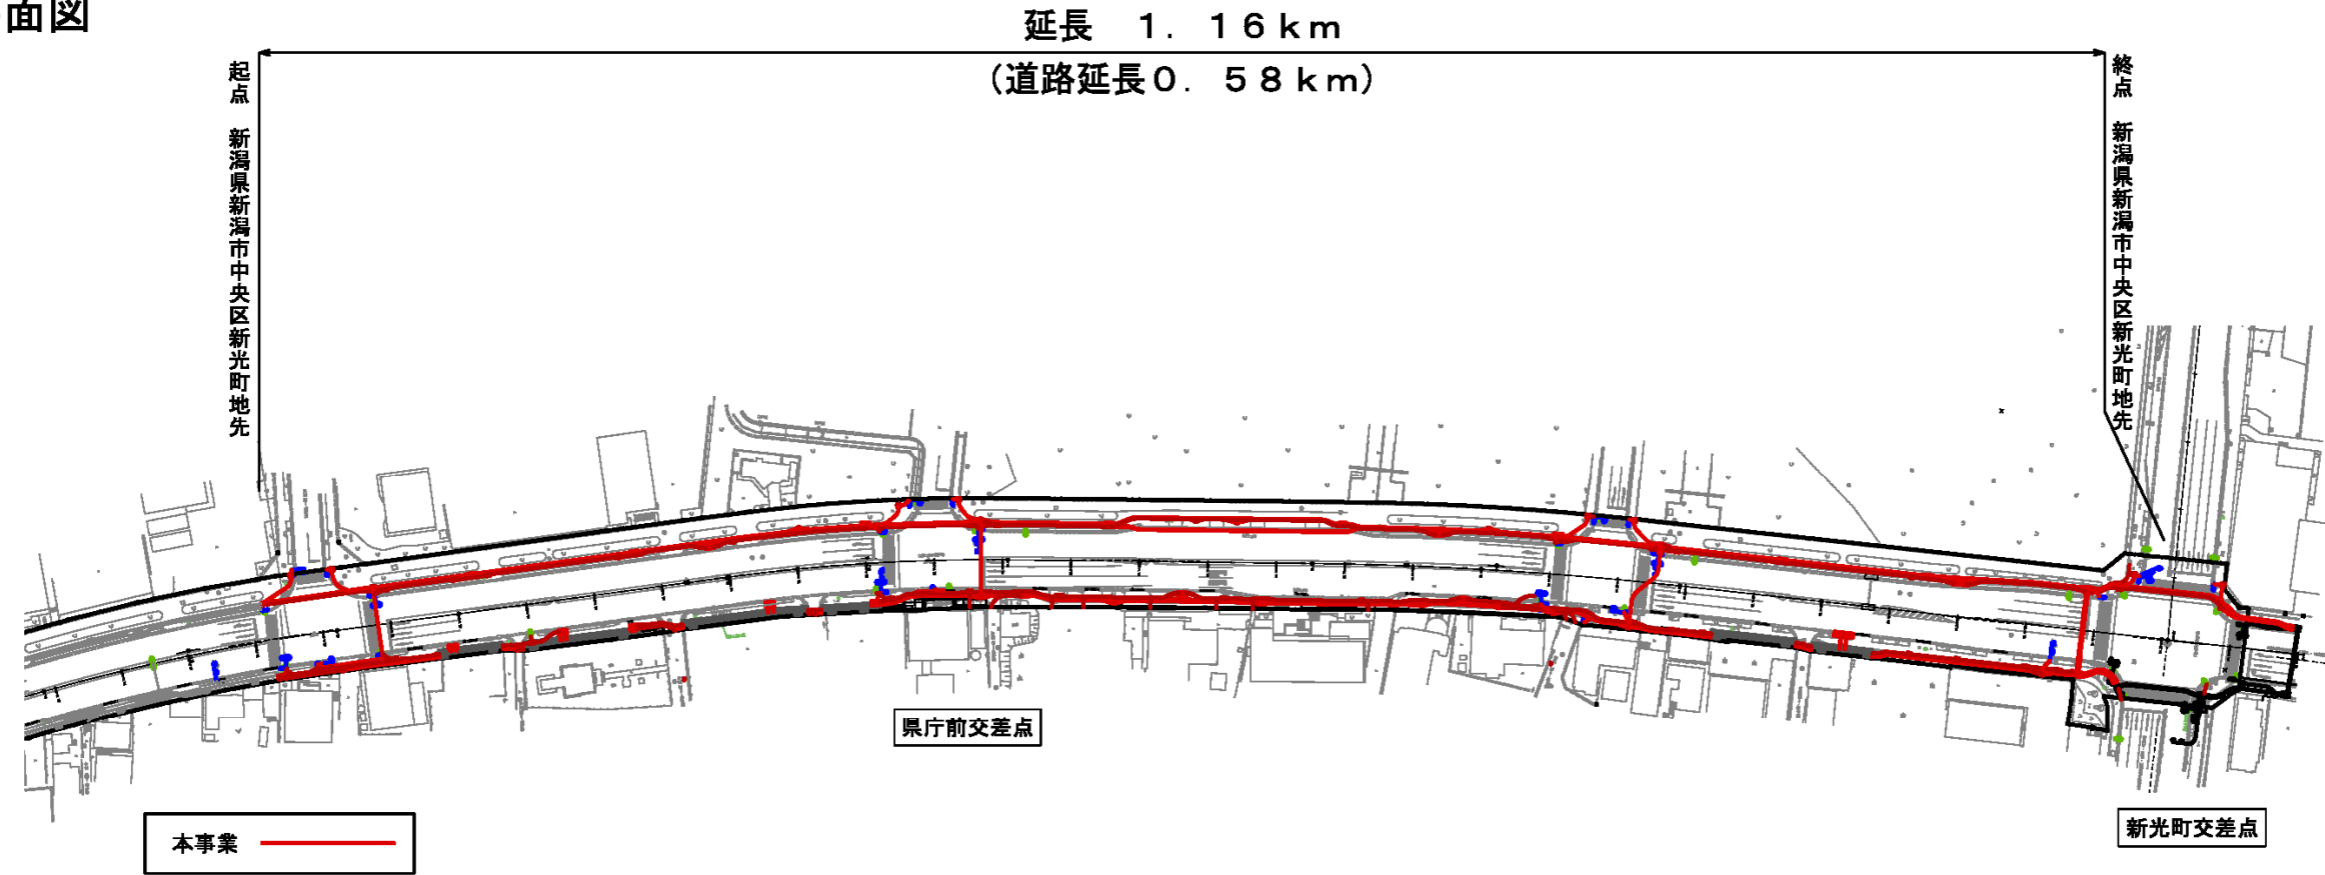 面図
延長　１．１６ｋｍ
（道路延長０．５８ｋｍ）
起点　新潟県新潟市中央区新光町地先
終点　新潟県新潟市中央区新光町地先
県庁前交差点
新光町交差点
本事業